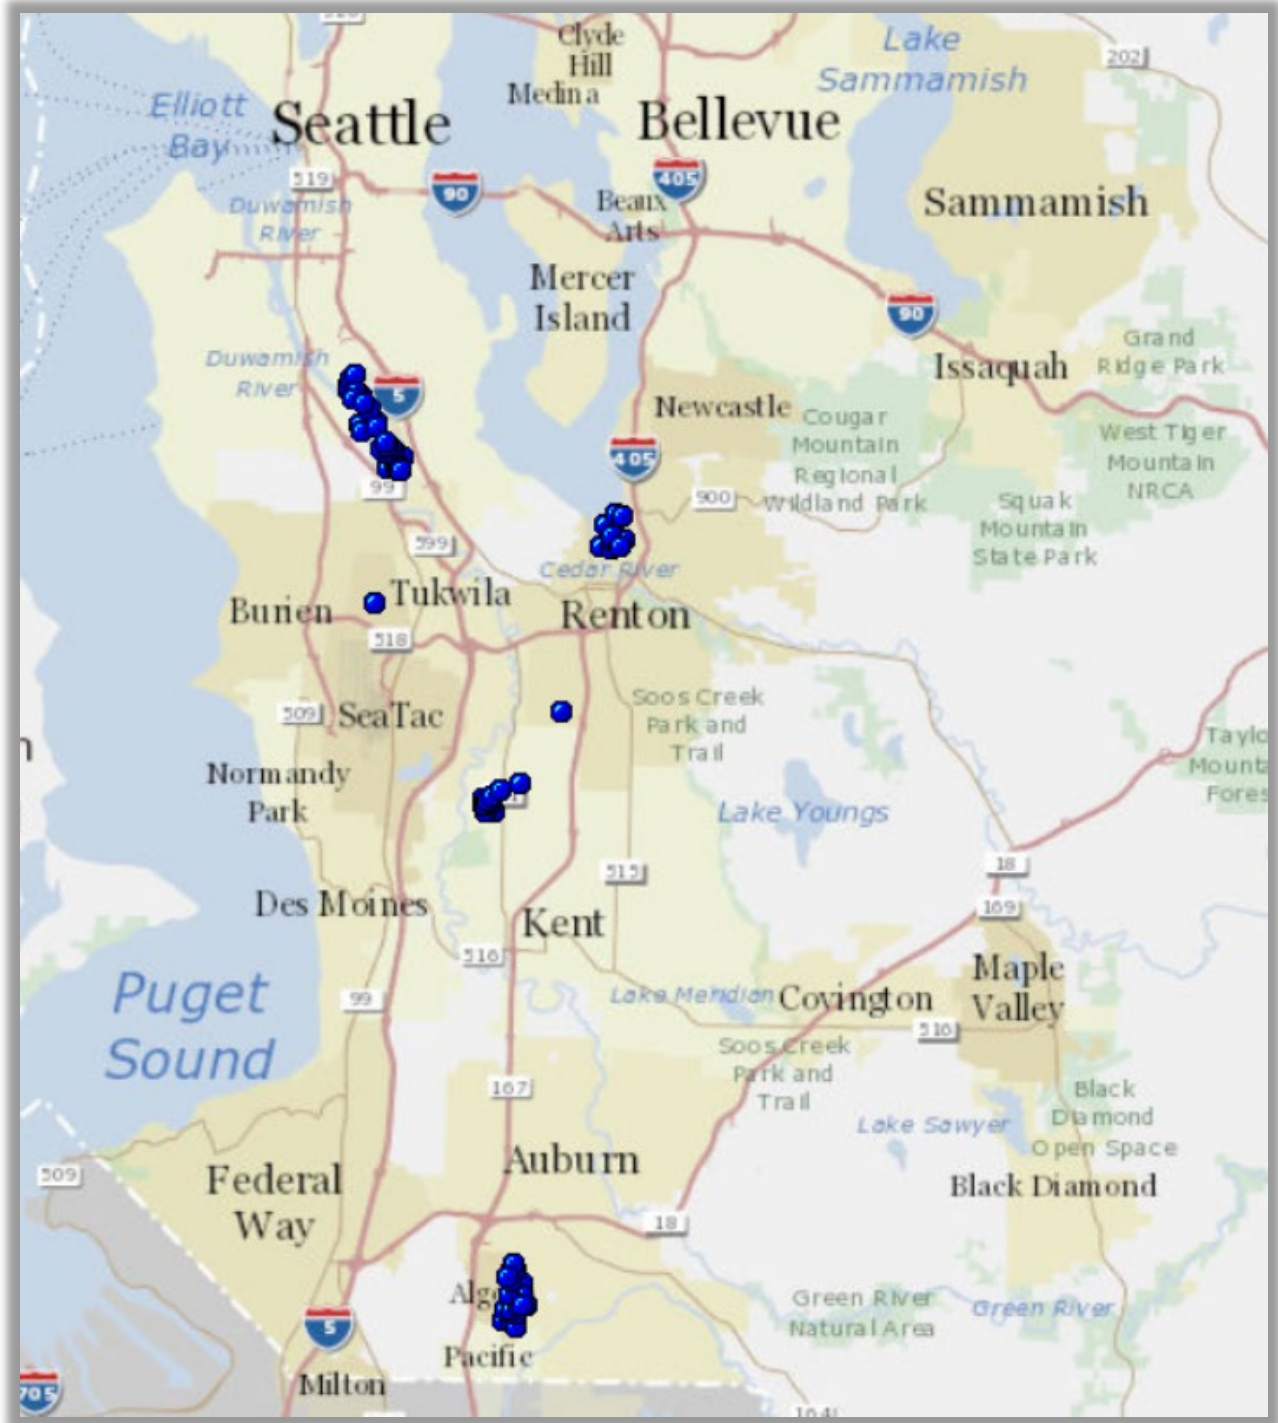 Clyde
Hill
Medina
Lake
Sammamish
202
Elliott
Bay
Seattle
Bellevue
519
90
405
Duwamish
River
Beaux
Arts
Sammamish
Mercer
Island
90
Duwamish
River
5
Issaquah
Grand
Ridge Park
Newcastle
Cougar
Mountain
Regional
Wildland Park
West Tiger
Mountain
NRCA
405
99
900
Squak
Mountain
State Park
599
Cedar River
Burien
Tukwila
Renton
518
509
SeaTac
Soos Creek
Park and
Trail
Taylo
Mounta
Fores
n
Normandy
Park
Lake Youngs
18
515
169
Des Moines
Kent
516
Puget
Sound
99
Lake Meridian
Covington
Maple
Valley
516
Soos Creek
Park and
Trail
167
Black
Diamond
Open Space
Lake Sawyer
509
Federal
Way
Auburn
Black Diamond
18
Alg
Green River
Natural Area
Green River
5
Pacific
Milton
705
164